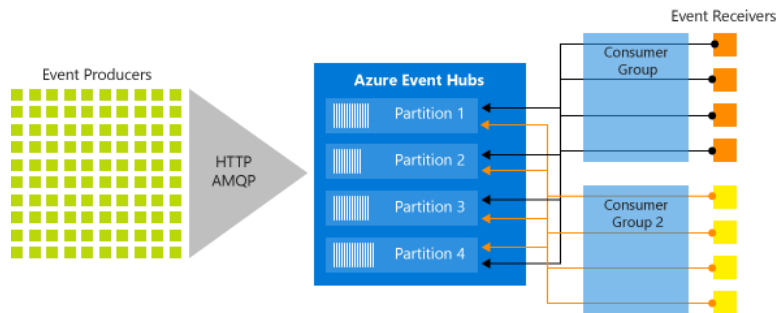 Event Receivers
Event Producers
HTTP
AMQP
Azure Event Hubs
Partition 1
Partition 2
Partition 3
Partition 4
Consumer
Group
Consumer
Group 2